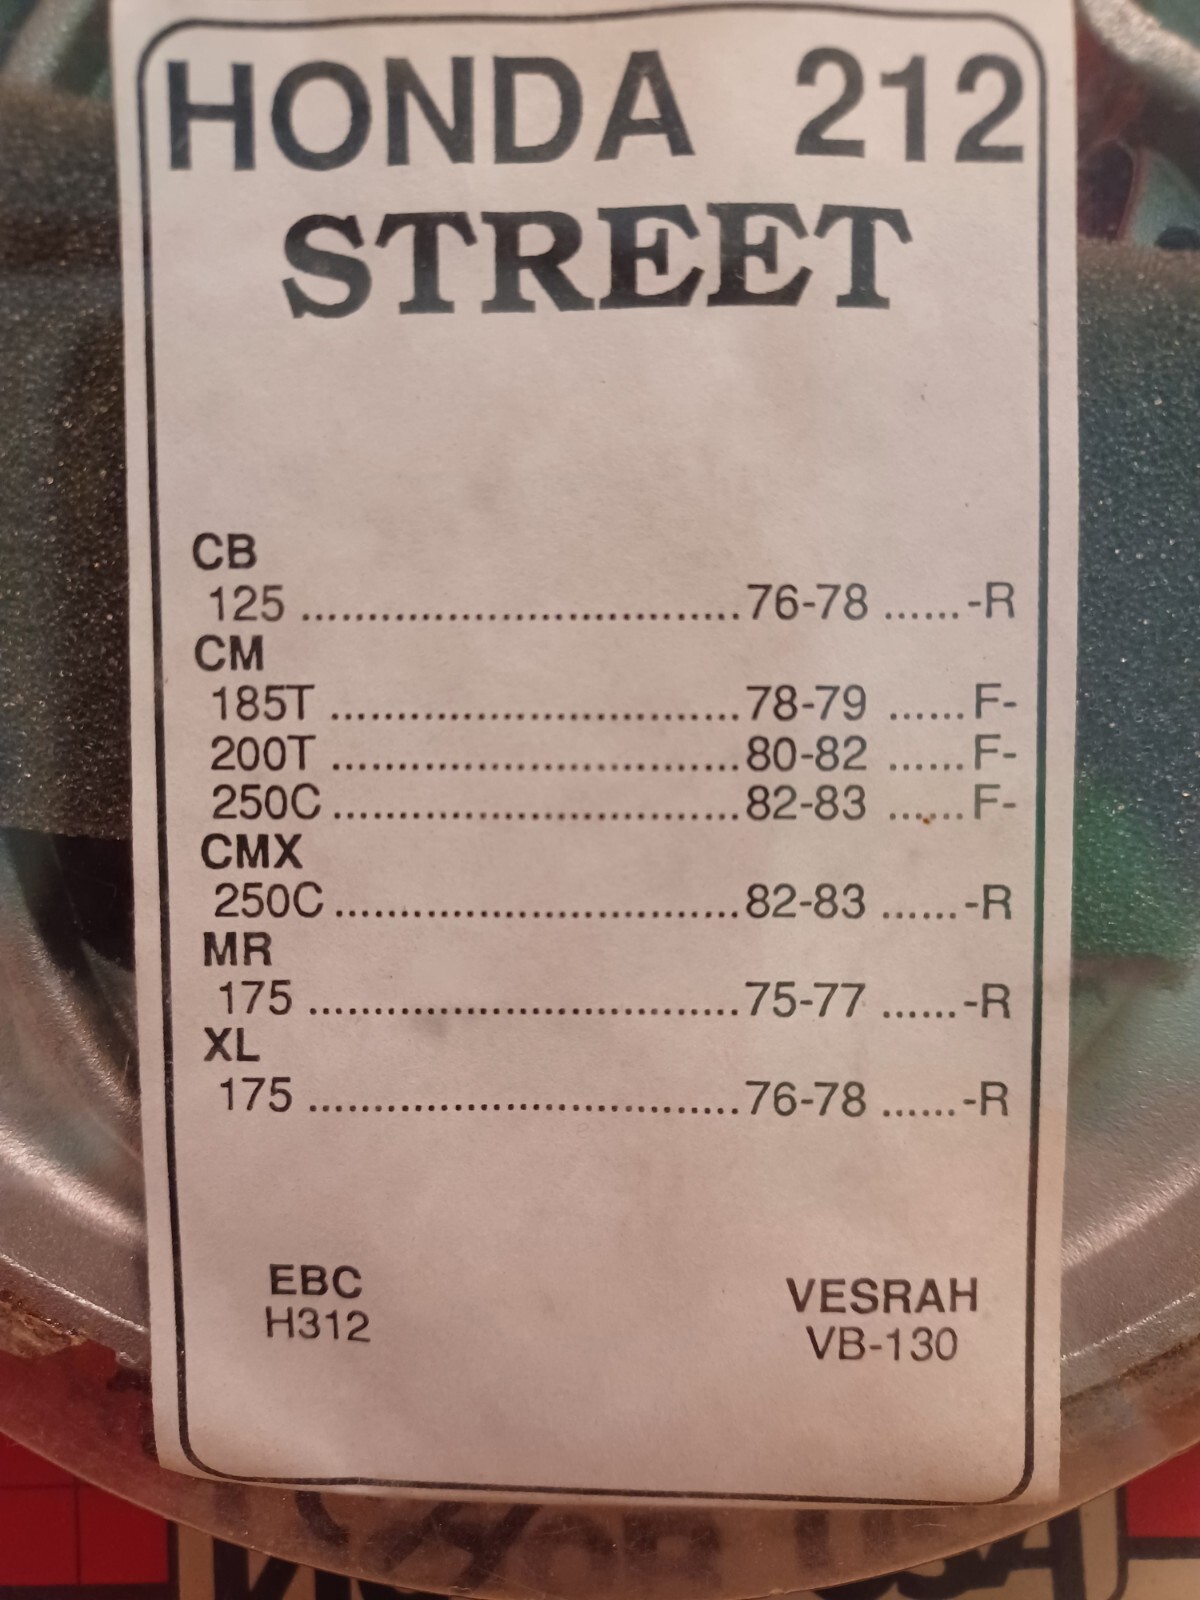 HONDA 212
STREET
CB
125 .................................76-78 ......-R
CM
185T ...............................78-79 ......F-
200T ...............................80-82 ......F-
250C ...............................82-83 ......F-
CMX
250C ...............................82-83 ......-R
MR
175 .................................75-77 ......-R
XL
175 .................................76-78 ......-R
EBC VESRAH
H312 VB-130
USA